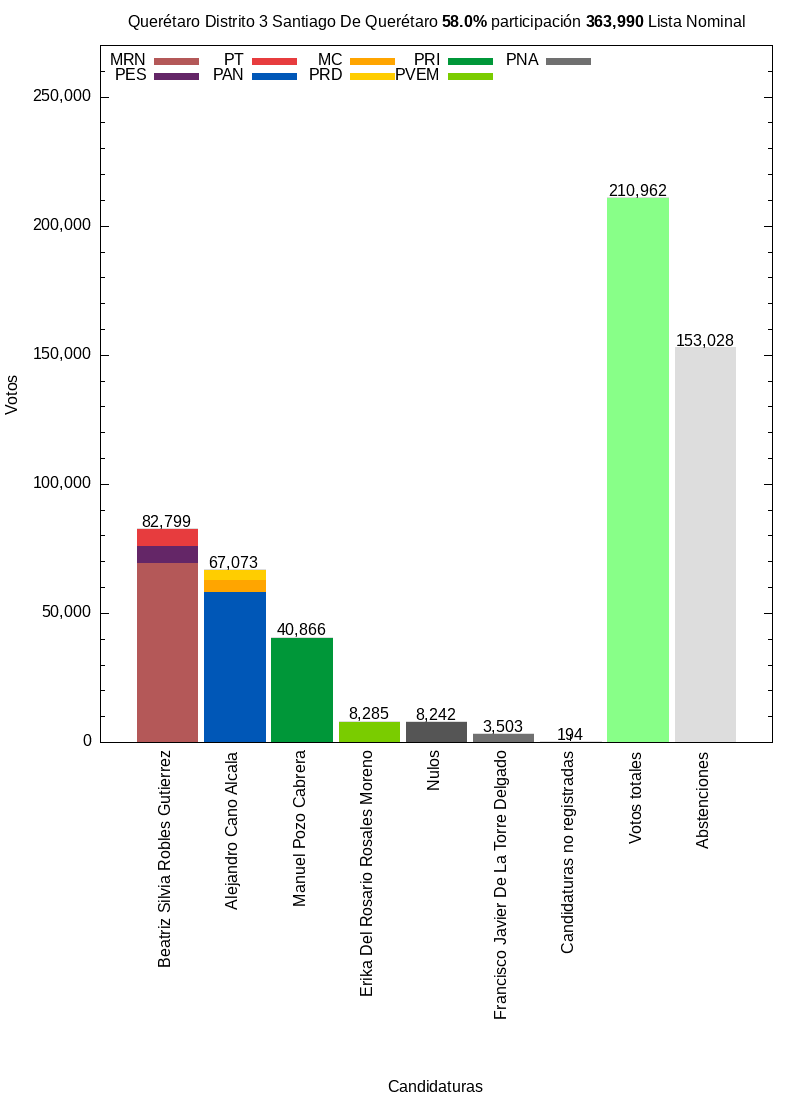 Querétaro Distrito 3 Santiago De Querétaro 58.0% participación 363,990 Lista Nominal
MRN PT MC PRI PNA
PES PAN PRD PVEM
250,000
200,000
150,000
100,000
50,000
0
Votos
82,799
67,073
40,866
8,285
8,242
3,503
194
210,962
153,028
Beatriz Silvia Robles Gutierrez
Alejandro Cano Alcala
Manuel Pozo Cabrera
Erika Del Rosario Rosales Moreno
Nulos
Francisco Javier De La Torre Delgado
Candidaturas no registradas
Votos totales
Abstenciones
Candidaturas